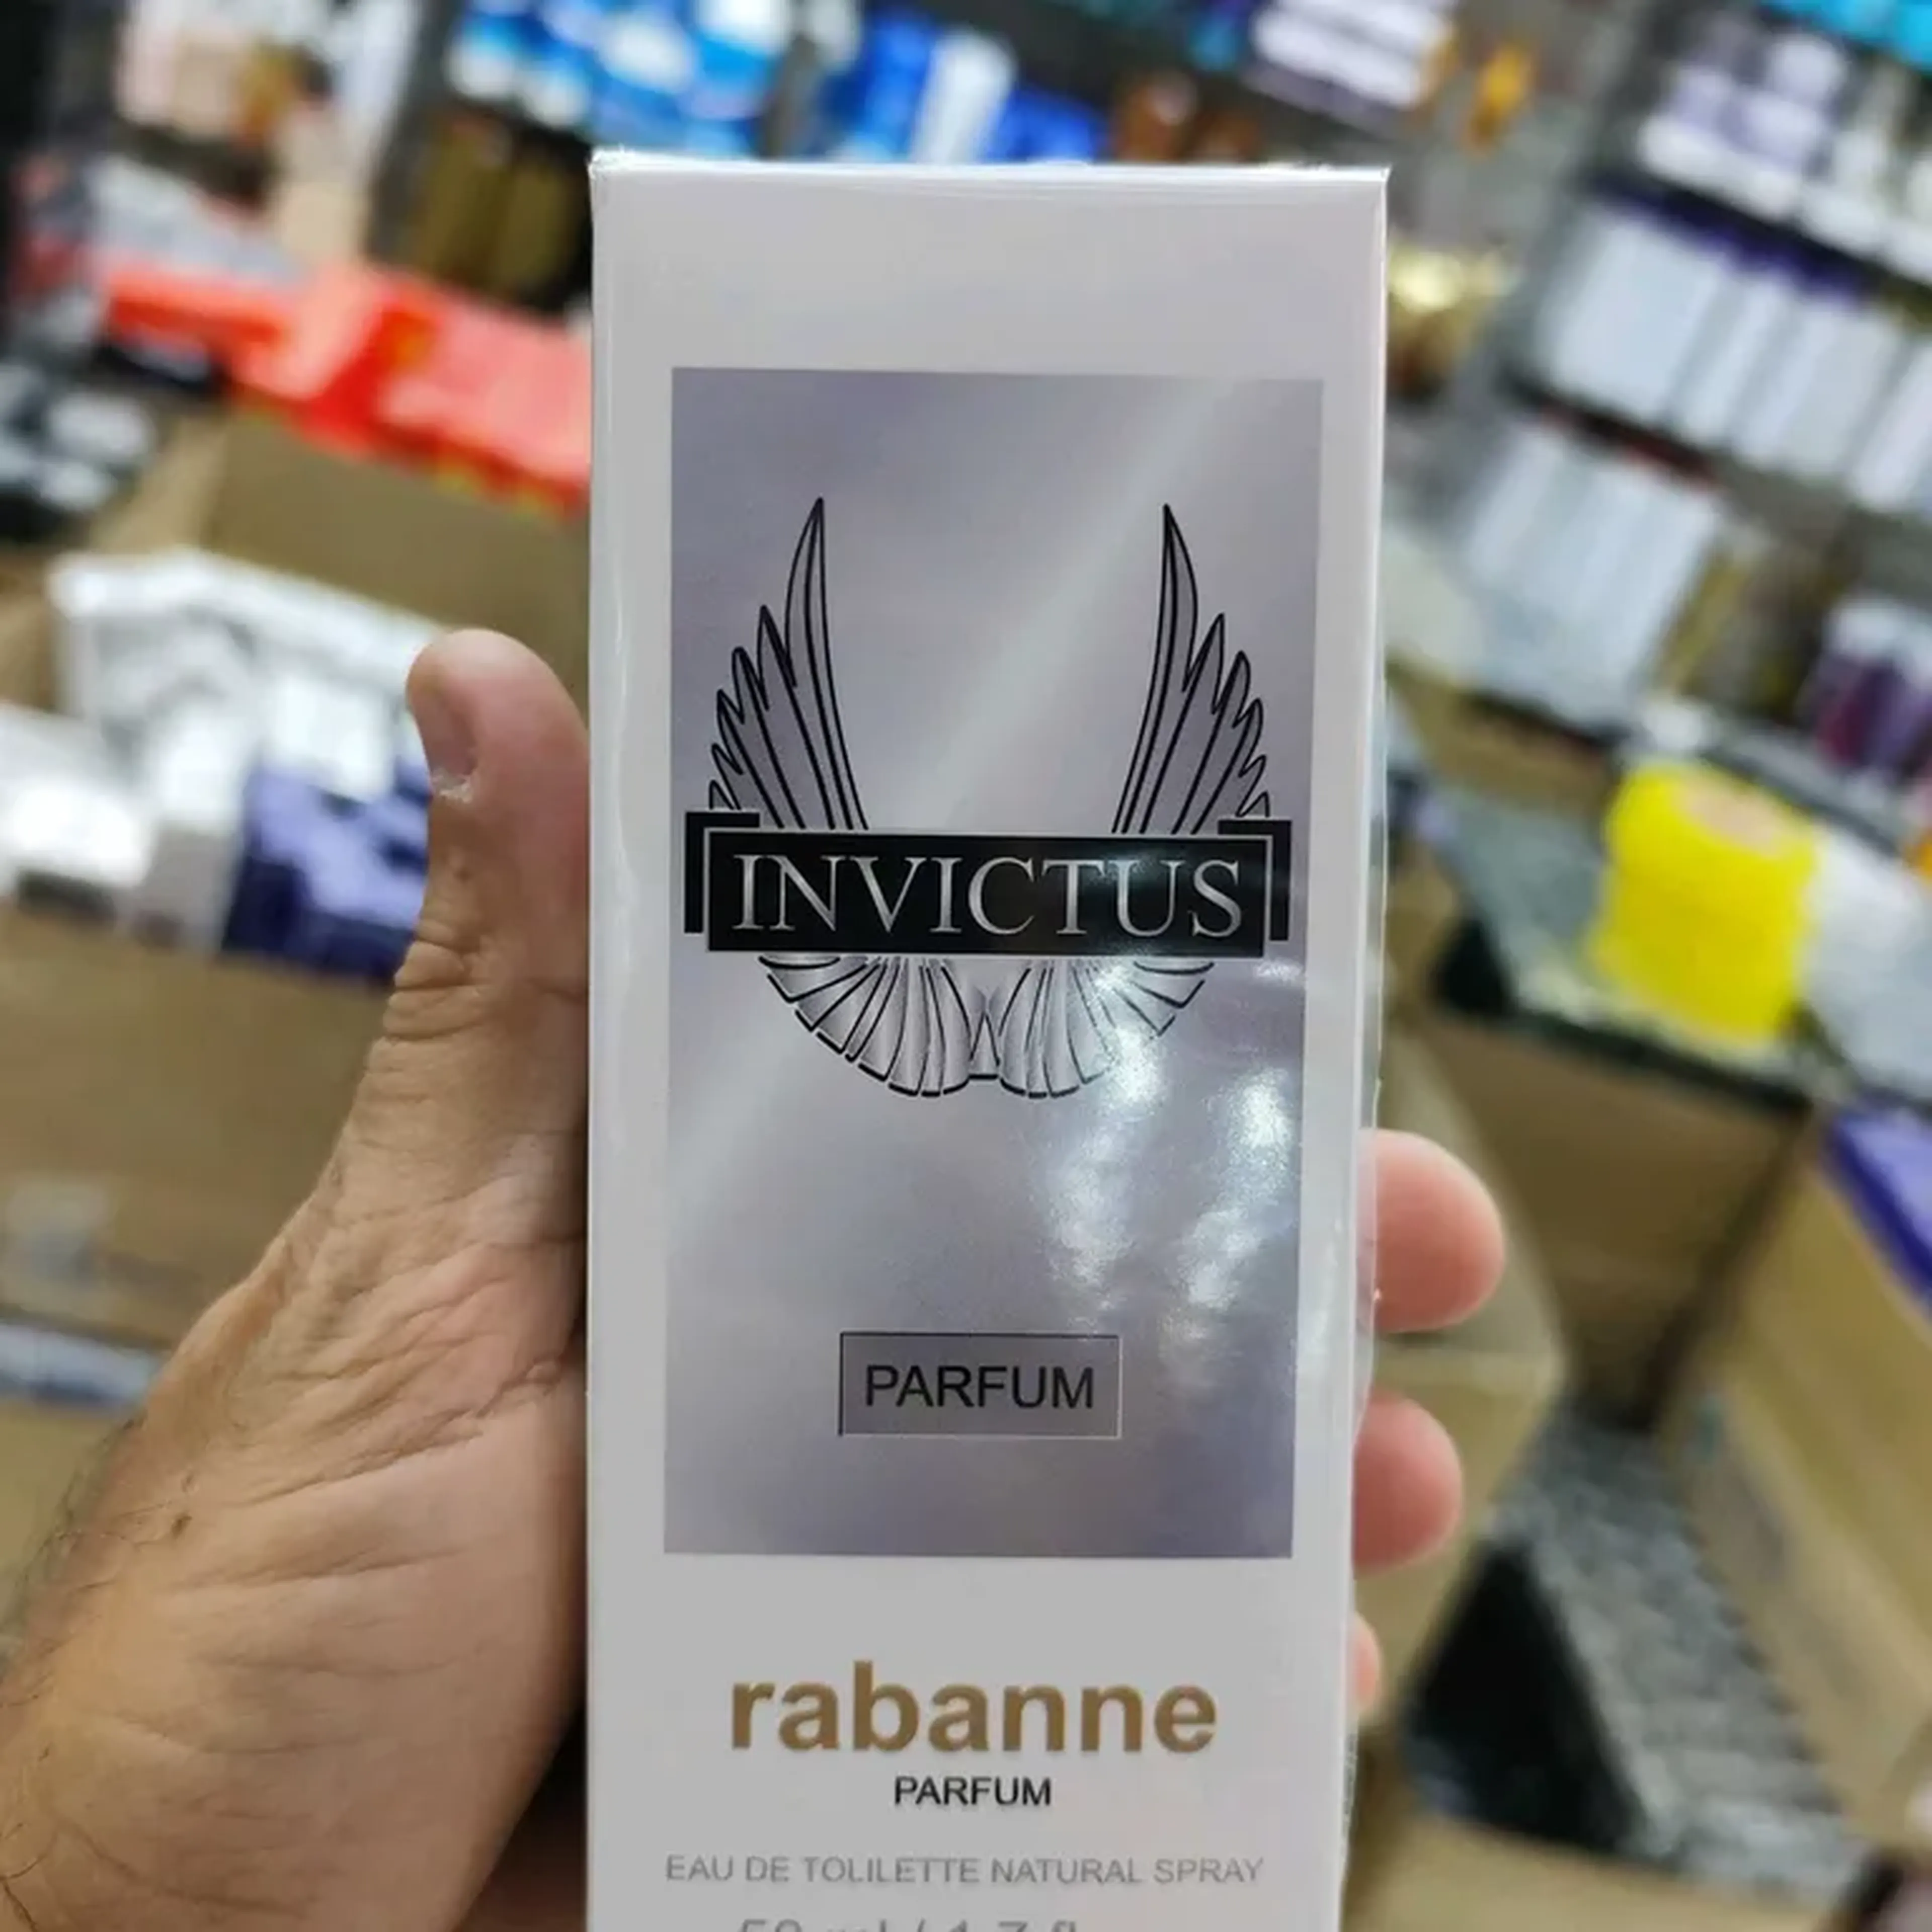 INVICTUS
PARFUM
rabanne
PARFUM
EAU DE TOLILETTE NATURAL SPRAY